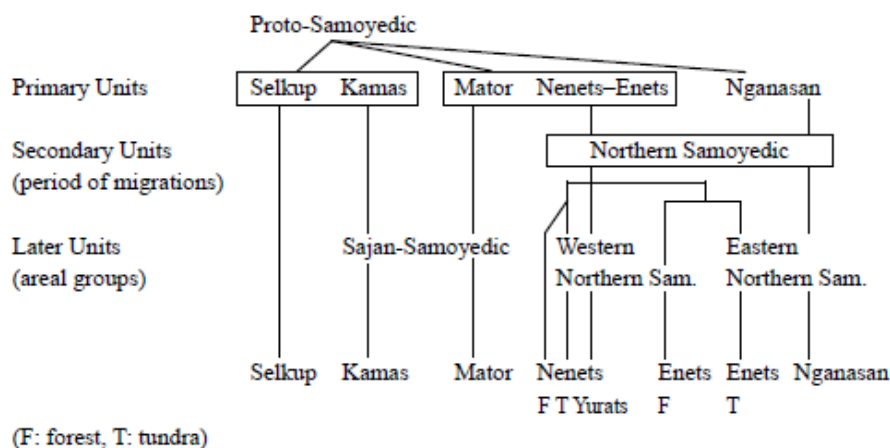 Proto-Samoyedic
Primary Units Selkup Kamas Mator Nenets–Enets Nganasan
Secondary Units Northern Samoyedic
(period of migrations)
Later Units Sajan-Samoyedic Western Eastern
(areal groups) Northern Sam. Northern Sam.
Selkup Kamas Mator Nenets Enets Enets Nganasan
F T Yurats F T
(F: forest, T: tundra)